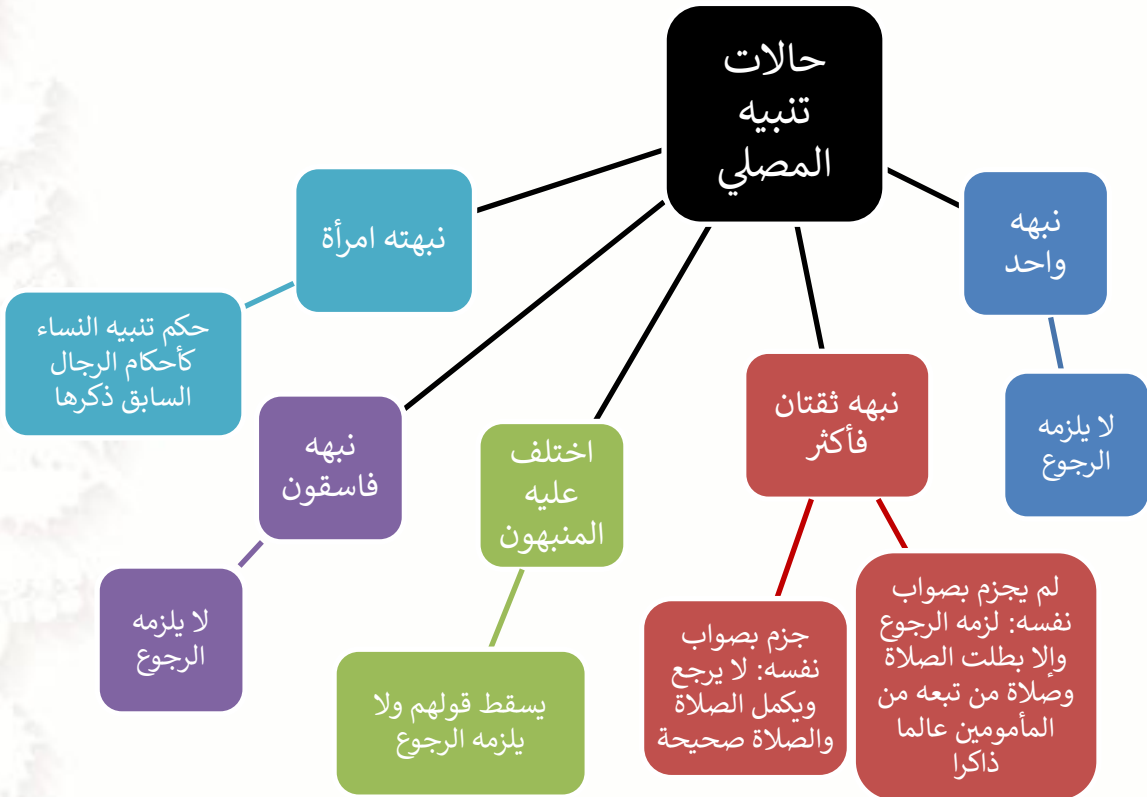 حالات
تنبيه
المصلي
نبهه
واحد
لا يلزمه
الرجوع
نبهه ثقتان
فأكثر
لم يجزم بصواب
نفسه: لزمه الرجوع
وإلا بطلت الصلاة
وصلاة من تبعه من
المأمومين عالما
ذاكرا
جزم بصواب
نفسه: لا يرجع
ويكمل الصلاة
والصلاة صحيحة
اختلف
عليه
المنبهون
يسقط قولهم ولا
يلزمه الرجوع
نبهه
فاسقون
لا يلزمه
الرجوع
نبهته امرأة
حكم تنبيه النساء
كأحكام الرجال
السابق ذكرها